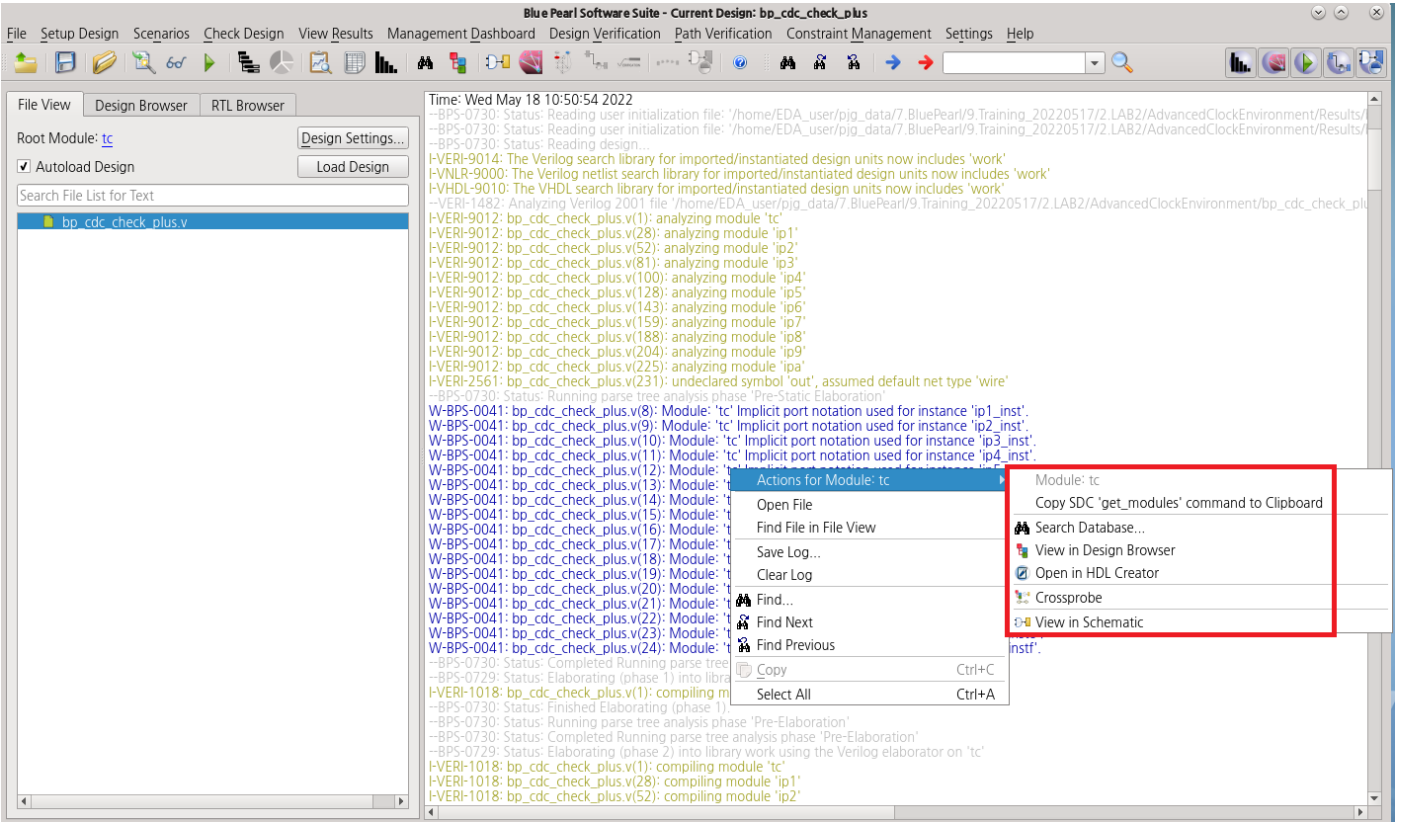 Blue Pearl Software Suite - Current Design: bp_cdc_check_plus
File Setup Design Scenarios Check Design View Results Management Dashboard Design Verification Path Verification Constraint Management Settings Help
File View Design Browser RTL Browser
Root Module: tc Design Settings...
Autoload Design Load Design
Search File List for Text
bp_cdc_check_plus.v
Time: Wed May 18 10:50:54 2022
--BPS-0730: Status: Reading user initialization file: '/home/EDA_user/pjg_data/7.BluePearl/9.Training_20220517/2.LAB2/AdvancedClockEnvironment/Results/
--BPS-0730: Status: Reading user initialization file: '/home/EDA_user/pjg_data/7.BluePearl/9.Training_20220517/2.LAB2/AdvancedClockEnvironment/Results/
--BPS-0730: Status: Reading design...
I-VERI-9014: The Verilog search library for imported/instantiated design units now includes 'work'
I-VNLR-9000: The Verilog netlist search library for imported/instantiated design units now includes 'work'
I-VHDL-9010: The VHDL search library for imported/instantiated design units now includes 'work'
--VERI-1482: Analyzing Verilog 2001 file '/home/EDA_user/pjg_data/7.BluePearl/9.Training_20220517/2.LAB2/AdvancedClockEnvironment/bp_cdc_check_plu
I-VERI-9012: bp_cdc_check_plus.v(1): analyzing module 'tc'
I-VERI-9012: bp_cdc_check_plus.v(28): analyzing module 'ip1'
I-VERI-9012: bp_cdc_check_plus.v(52): analyzing module 'ip2'
I-VERI-9012: bp_cdc_check_plus.v(81): analyzing module 'ip3'
I-VERI-9012: bp_cdc_check_plus.v(100): analyzing module 'ip4'
I-VERI-9012: bp_cdc_check_plus.v(128): analyzing module 'ip5'
I-VERI-9012: bp_cdc_check_plus.v(143): analyzing module 'ip6'
I-VERI-9012: bp_cdc_check_plus.v(159): analyzing module 'ip7'
I-VERI-9012: bp_cdc_check_plus.v(188): analyzing module 'ip8'
I-VERI-9012: bp_cdc_check_plus.v(204): analyzing module 'ip9'
I-VERI-9012: bp_cdc_check_plus.v(225): analyzing module 'ipa'
I-VERI-2561: bp_cdc_check_plus.v(231): undeclared symbol 'out', assumed default net type 'wire'
--BPS-0730: Status: Running parse tree analysis phase 'Pre-Static Elaboration'
W-BPS-0041: bp_cdc_check_plus.v(8): Module: 'tc' Implicit port notation used for instance 'ip1_inst'.
W-BPS-0041: bp_cdc_check_plus.v(9): Module: 'tc' Implicit port notation used for instance 'ip2_inst'.
W-BPS-0041: bp_cdc_check_plus.v(10): Module: 'tc' Implicit port notation used for instance 'ip3_inst'.
W-BPS-0041: bp_cdc_check_plus.v(11): Module: 'tc' Implicit port notation used for instance 'ip4_inst'.
W-BPS-0041: bp_cdc_check_plus.v(12): Module: 'tc' Implicit port notation used for instance
W-BPS-0041: bp_cdc_check_plus.v(13): Module: 't
W-BPS-0041: bp_cdc_check_plus.v(14): Module: 't
W-BPS-0041: bp_cdc_check_plus.v(15): Module: 't
W-BPS-0041: bp_cdc_check_plus.v(16): Module: 't
W-BPS-0041: bp_cdc_check_plus.v(17): Module: 't
W-BPS-0041: bp_cdc_check_plus.v(18): Module: 't
W-BPS-0041: bp_cdc_check_plus.v(19): Module: 't
W-BPS-0041: bp_cdc_check_plus.v(20): Module: 't
W-BPS-0041: bp_cdc_check_plus.v(21): Module: 't
W-BPS-0041: bp_cdc_check_plus.v(22): Module: 't
W-BPS-0041: bp_cdc_check_plus.v(23): Module: 't
W-BPS-0041: bp_cdc_check_plus.v(24): Module: 't instf'.
--BPS-0730: Status: Completed Running parse tree
--BPS-0729: Status: Elaborating (phase 1) into libra
I-VERI-1018: bp_cdc_check_plus.v(1): compiling m
--BPS-0730: Status: Finished Elaborating (phase 1).
--BPS-0730: Status: Running parse tree analysis phase 'Pre-Elaboration'
--BPS-0730: Status: Completed Running parse tree analysis phase 'Pre-Elaboration'
--BPS-0729: Status: Elaborating (phase 2) into library work using the Verilog elaborator on 'tc'
I-VERI-1018: bp_cdc_check_plus.v(1): compiling module 'tc'
I-VERI-1018: bp_cdc_check_plus.v(28): compiling module 'ip1'
I-VERI-1018: bp_cdc_check_plus.v(52): compiling module 'ip2'
Actions for Module: tc
Open File
Find File in File View
Save Log...
Clear Log
Find...
Find Next
Find Previous
Copy Ctrl+C
Select All Ctrl+A
Module: tc
Copy SDC 'get_modules' command to Clipboard
Search Database...
View in Design Browser
Open in HDL Creator
Crossprobe
View in Schematic